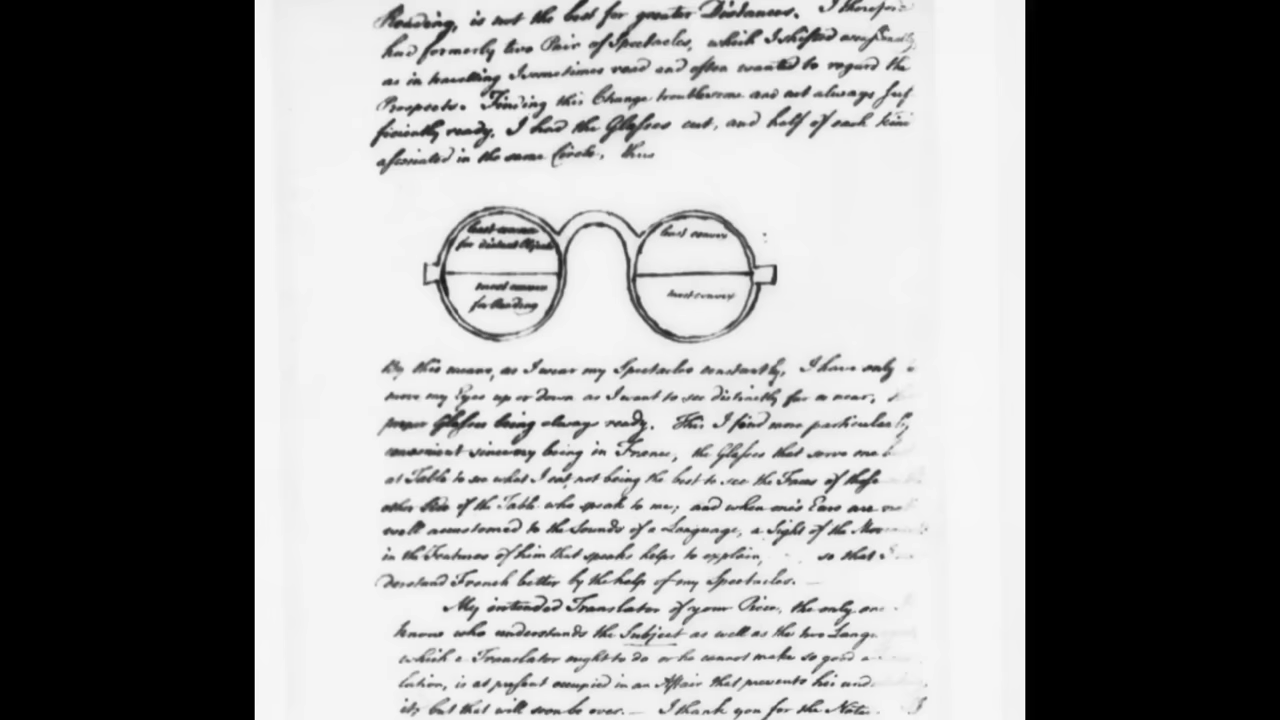 Reading, is not the best for greater Distances. I therefore
had formerly two Pair of Spectacles, which I shifted occasionally,
as in travelling I sometimes read and often wanted to regard the
Prospects. Finding this Change troublesome and not always suf
ficiently ready, I had the Glasses cut, and half of each kind
associated in the same Circle, thus
least convex
for distant Objects
least convex
most convex
for Reading
most convex
By this means, as I wear my Spectacles constantly, I have only
move my Eyes up or down as I want to see distinctly far or near,
proper Glasses being always ready. This I find more particularly
convenient since my being in France, the Glasses that serve me
at Table to see what I eat, not being the best to see the Faces of those
other Side of the Table who speak to me; and when one's Ears are not
well accustomed to the Sounds of a Language, a Sight of the
in the Features of him that speaks helps to explain, so that I
derstand French better by the help of my Spectacles.
My intended Translator of your Piece, the only one
knows who understands the Subject as well as the two
which a Translator ought to do or he cannot make so good a
lation, is at present occupied in an Affair that prevents his
it; but that will soon be over. I thank you for the Notes.